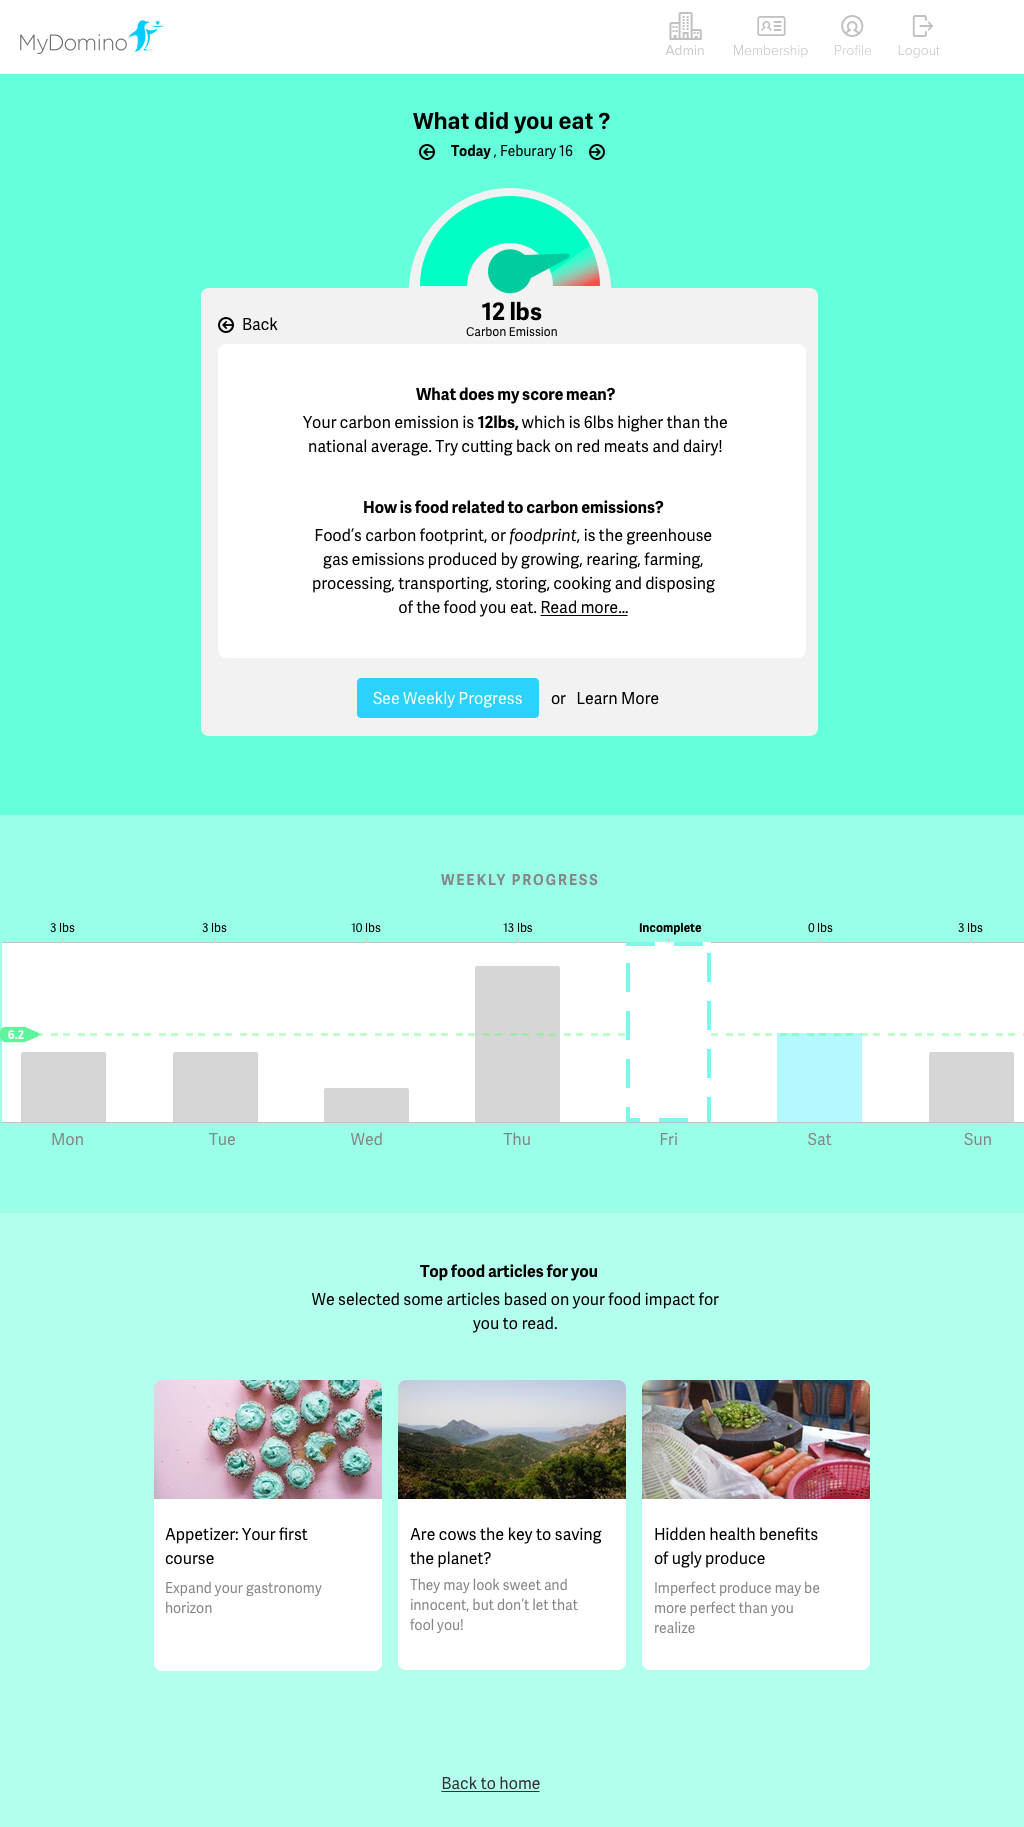 MyDomino
Admin
Membership
Profile
Logout
What did you eat ?
Today , Feburary 16
12 lbs
Carbon Emission
Back
What does my score mean?
Your carbon emission is 12lbs, which is 6lbs higher than the
national average. Try cutting back on red meats and dairy!
How is food related to carbon emissions?
Food’s carbon footprint, or foodprint, is the greenhouse
gas emissions produced by growing, rearing, farming,
processing, transporting, storing, cooking and disposing
of the food you eat. Read more...
See Weekly Progress or Learn More
WEEKLY PROGRESS
3 lbs 3 lbs 10 lbs 13 lbs Incomplete 0 lbs 3 lbs
6.2
Mon Tue Wed Thu Fri Sat Sun
Top food articles for you
We selected some articles based on your food impact for
you to read.
Appetizer: Your first
course
Expand your gastronomy
horizon
Are cows the key to saving
the planet?
They may look sweet and
innocent, but don’t let that
fool you!
Hidden health benefits
of ugly produce
Imperfect produce may be
more perfect than you
realize
Back to home